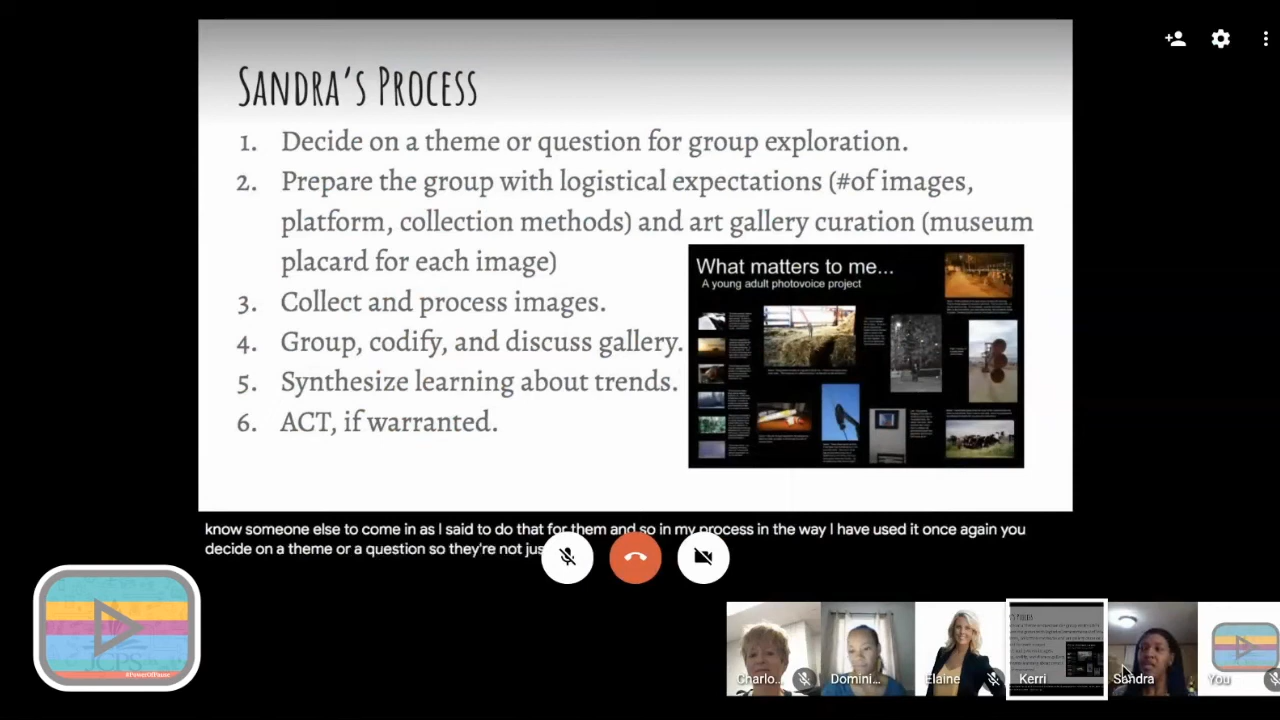 SANDRA'S PROCESS
1. Decide on a theme or question for group exploration.
2. Prepare the group with logistical expectations (#of images,
platform, collection methods) and art gallery curation (museum
placard for each image)
3. Collect and process images.
4. Group, codify, and discuss gallery.
5. Synthesize learning about trends.
6. ACT, if warranted.
What matters to me...
A young adult photovoice project
know someone else to come in as I said to do that for them and so in my process in the way I have used it once again you
decide on a theme or a question so they're not jus
JCPS
#PowerOfPause
Charlo...
Domini...
Elaine
Kerri
Sandra
You